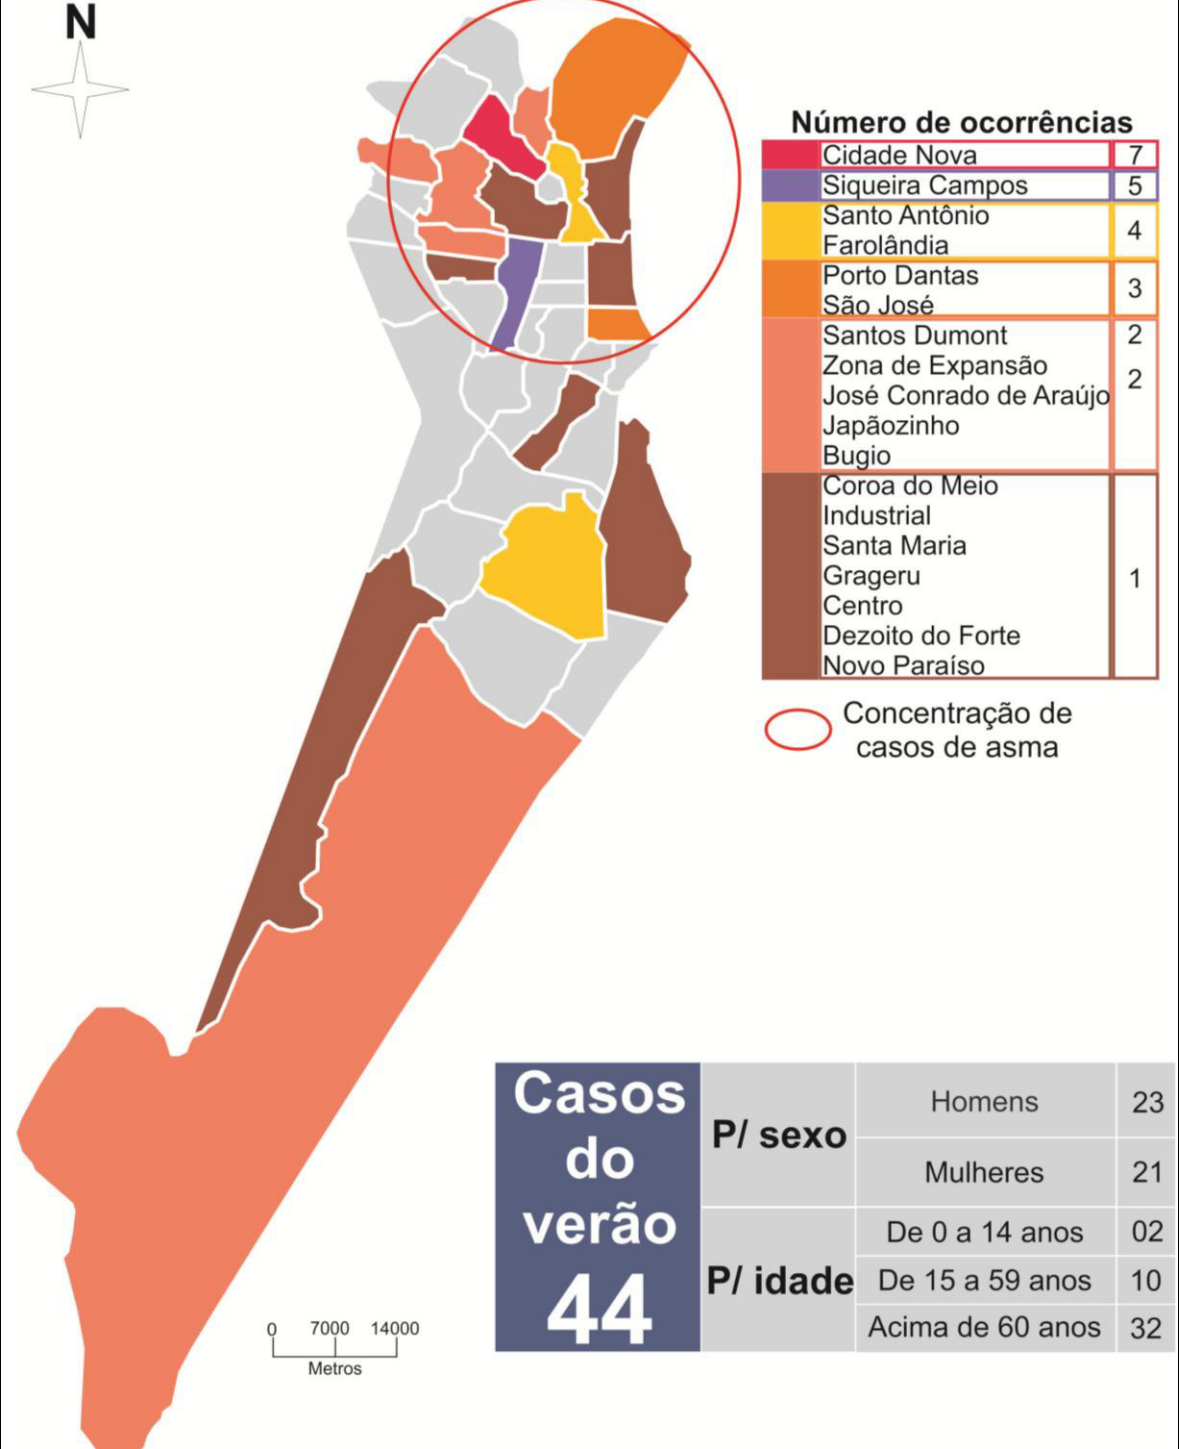 N
Número de ocorrências
Cidade Nova 7
Siqueira Campos 5
Santo Antônio
Farolândia
4
Porto Dantas
São José
3
Santos Dumont 2
Zona de Expansão
José Conrado de Araújo
2
Japãozinho
Bugio
Coroa do Meio
Industrial
Santa Maria
Grageru
1
Centro
Dezoito do Forte
Novo Paraíso
Concentração de
casos de asma
Casos
do
verão
44
P/ sexo
Homens 23
Mulheres 21
P/ idade
De 0 a 14 anos 02
De 15 a 59 anos 10
Acima de 60 anos 32
0 7000 14000
Metros